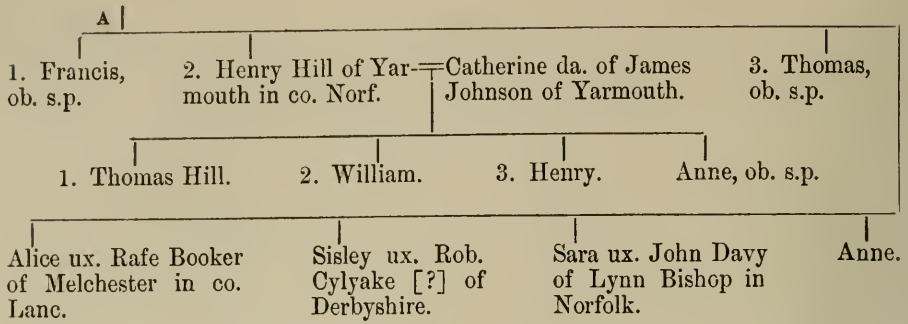 A
1. Francis,
ob. s.p.
2. Henry Hill of Yar-
mouth in co. Norf.
Catherine da. of James
Johnson of Yarmouth.
3. Thomas,
ob. s.p.
1. Thomas Hill.
2. William.
3. Henry.
Anne, ob. s.p.
Alice ux. Rafe Booker
of Melchester in co.
Lanc.
Sisley ux. Rob.
Cylyake [?] of
Derbyshire.
Sara ux. John Davy
of Lynn Bishop in
Norfolk.
Anne.